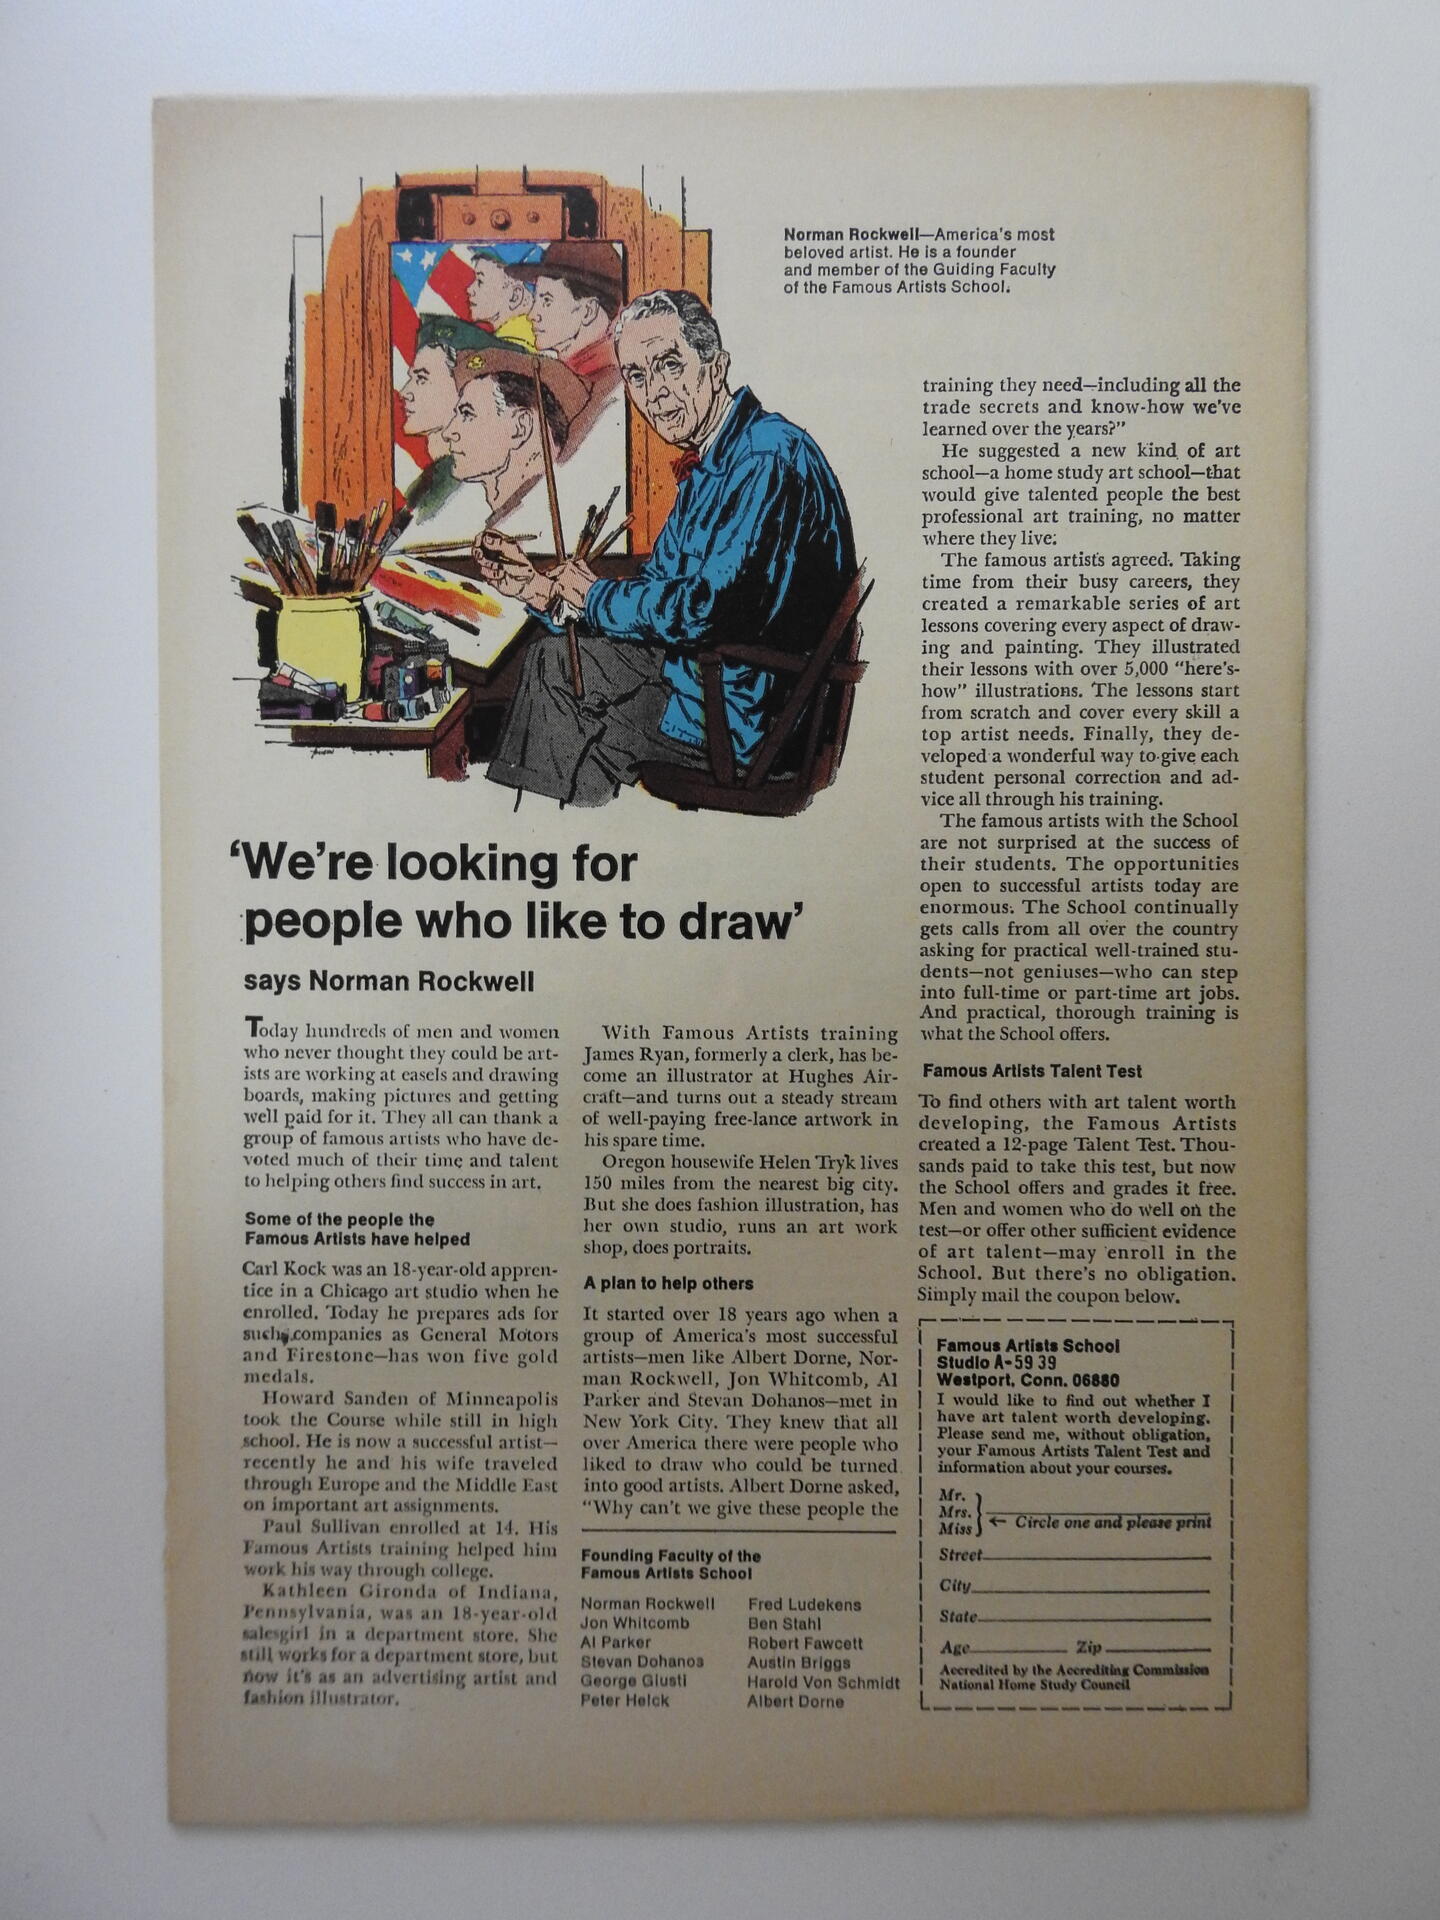 Norman Rockwell—America's most
beloved artist. He is a founder
and member of the Guiding Faculty
of the Famous Artists School.
'We're looking for
people who like to draw'
says Norman Rockwell
Today hundreds of men and women
who never thought they could be art-
ists are working at easels and drawing
boards, making pictures and getting
well paid for it. They all can thank a
group of famous artists who have de-
voted much of their time and talent
to helping others find success in art.
Some of the people the
Famous Artists have helped
Carl Kock was an 18-year-old appren-
tice in a Chicago art studio when he
enrolled. Today he prepares ads for
such companies as General Motors
and Firestone—has won five gold
medals.
Howard Sanden of Minneapolis
took the Course while still in high
school. He is now a successful artist—
recently he and his wife traveled
through Europe and the Middle East
on important art assignments.
Paul Sullivan enrolled at 14. His
Famous Artists training helped him
work his way through college.
Kathleen Gironda of Indiana,
Pennsylvania, was an 18-year-old
salesgirl in a department store. She
still works for a department store, but
now it's as an advertising artist and
fashion illustrator.
With Famous Artists training
James Ryan, formerly a clerk, has be-
come an illustrator at Hughes Air-
craft—and turns out a steady stream
of well-paying free-lance artwork in
his spare time.
Oregon housewife Helen Tryk lives
150 miles from the nearest big city.
But she does fashion illustration, has
her own studio, runs an art work
shop, does portraits.
A plan to help others
It started over 18 years ago when a
group of America's most successful
artists—men like Albert Dorne, Nor-
man Rockwell, Jon Whitcomb, Al
Parker and Stevan Dohanos—met in
New York City. They knew that all
over America there were people who
liked to draw who could be turned
into good artists. Albert Dorne asked,
"Why can't we give these people the
Founding Faculty of the
Famous Artists School
Norman Rockwell
Jon Whitcomb
Al Parker
Stevan Dohanos
George Giusti
Peter Helck
Fred Ludekens
Ben Stahl
Robert Fawcett
Austin Briggs
Harold Von Schmidt
Albert Dorne
training they need—including all the
trade secrets and know-how we've
learned over the years?"
He suggested a new kind of art
school—a home study art school—that
would give talented people the best
professional art training, no matter
where they live.
The famous artists agreed. Taking
time from their busy careers, they
created a remarkable series of art
lessons covering every aspect of draw-
ing and painting. They illustrated
their lessons with over 5,000 "here's-
how" illustrations. The lessons start
from scratch and cover every skill a
top artist needs. Finally, they de-
veloped a wonderful way to give each
student personal correction and ad-
vice all through his training.
The famous artists with the School
are not surprised at the success of
their students. The opportunities
open to successful artists today are
enormous. The School continually
gets calls from all over the country
asking for practical well-trained stu-
dents—not geniuses—who can step
into full-time or part-time art jobs.
And practical, thorough training is
what the School offers.
Famous Artists Talent Test
To find others with art talent worth
developing, the Famous Artists
created a 12-page Talent Test. Thou-
sands paid to take this test, but now
the School offers and grades it free.
Men and women who do well on the
test—or offer other sufficient evidence
of art talent—may enroll in the
School. But there's no obligation.
Simply mail the coupon below.
Famous Artists School
Studio A-59 39
Westport, Conn. 06880
I would like to find out whether I
have art talent worth developing.
Please send me, without obligation,
your Famous Artists Talent Test and
information about your courses.
Mr.
Mrs.
Miss
← Circle one and please print
Street
City
State
Age Zip
Accredited by the Accrediting Commission
National Home Study Council